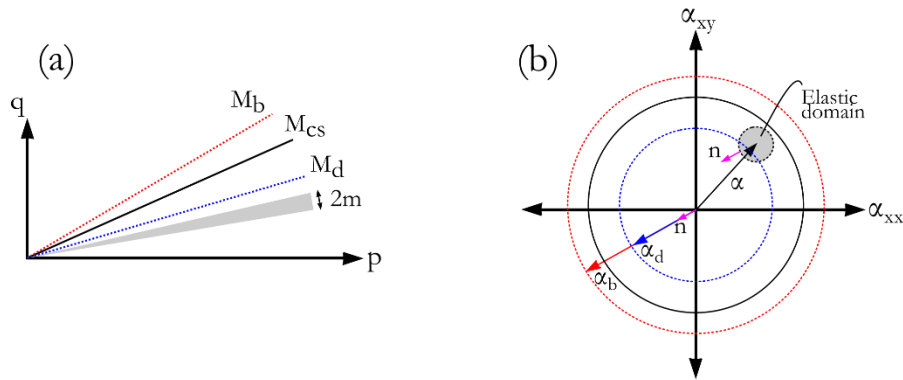 (a)
q
M_b
M_cs
M_d
2m
p
(b)
α_xy
Elastic
domain
n
α
α_xx
n
α_d
α_b